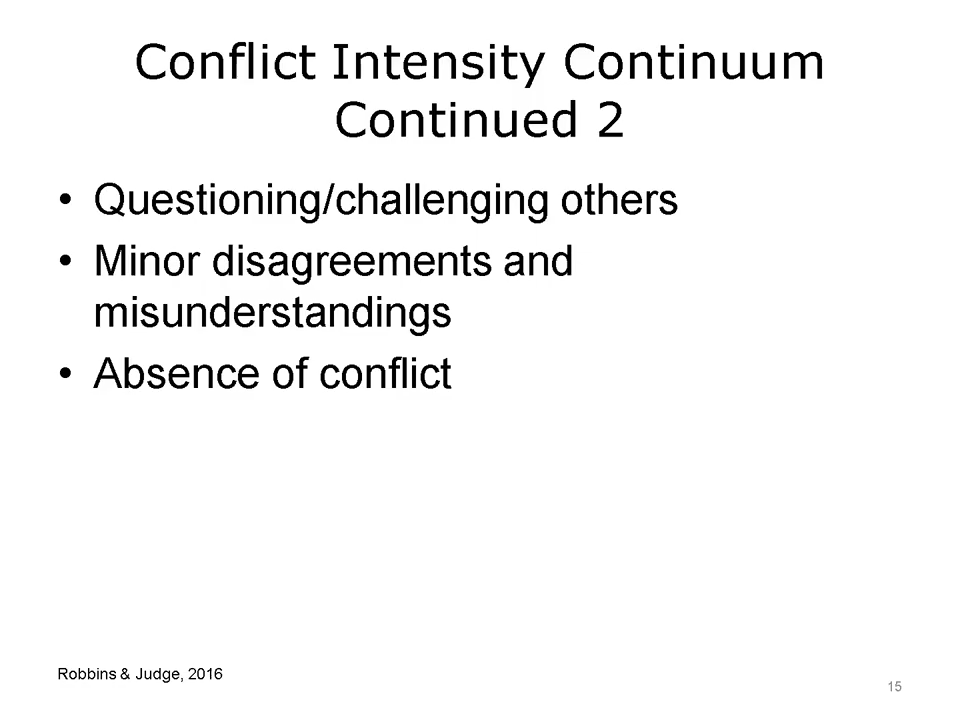 Conflict Intensity Continuum
Continued 2
• Questioning/challenging others
• Minor disagreements and
misunderstandings
• Absence of conflict
Robbins & Judge, 2016
15